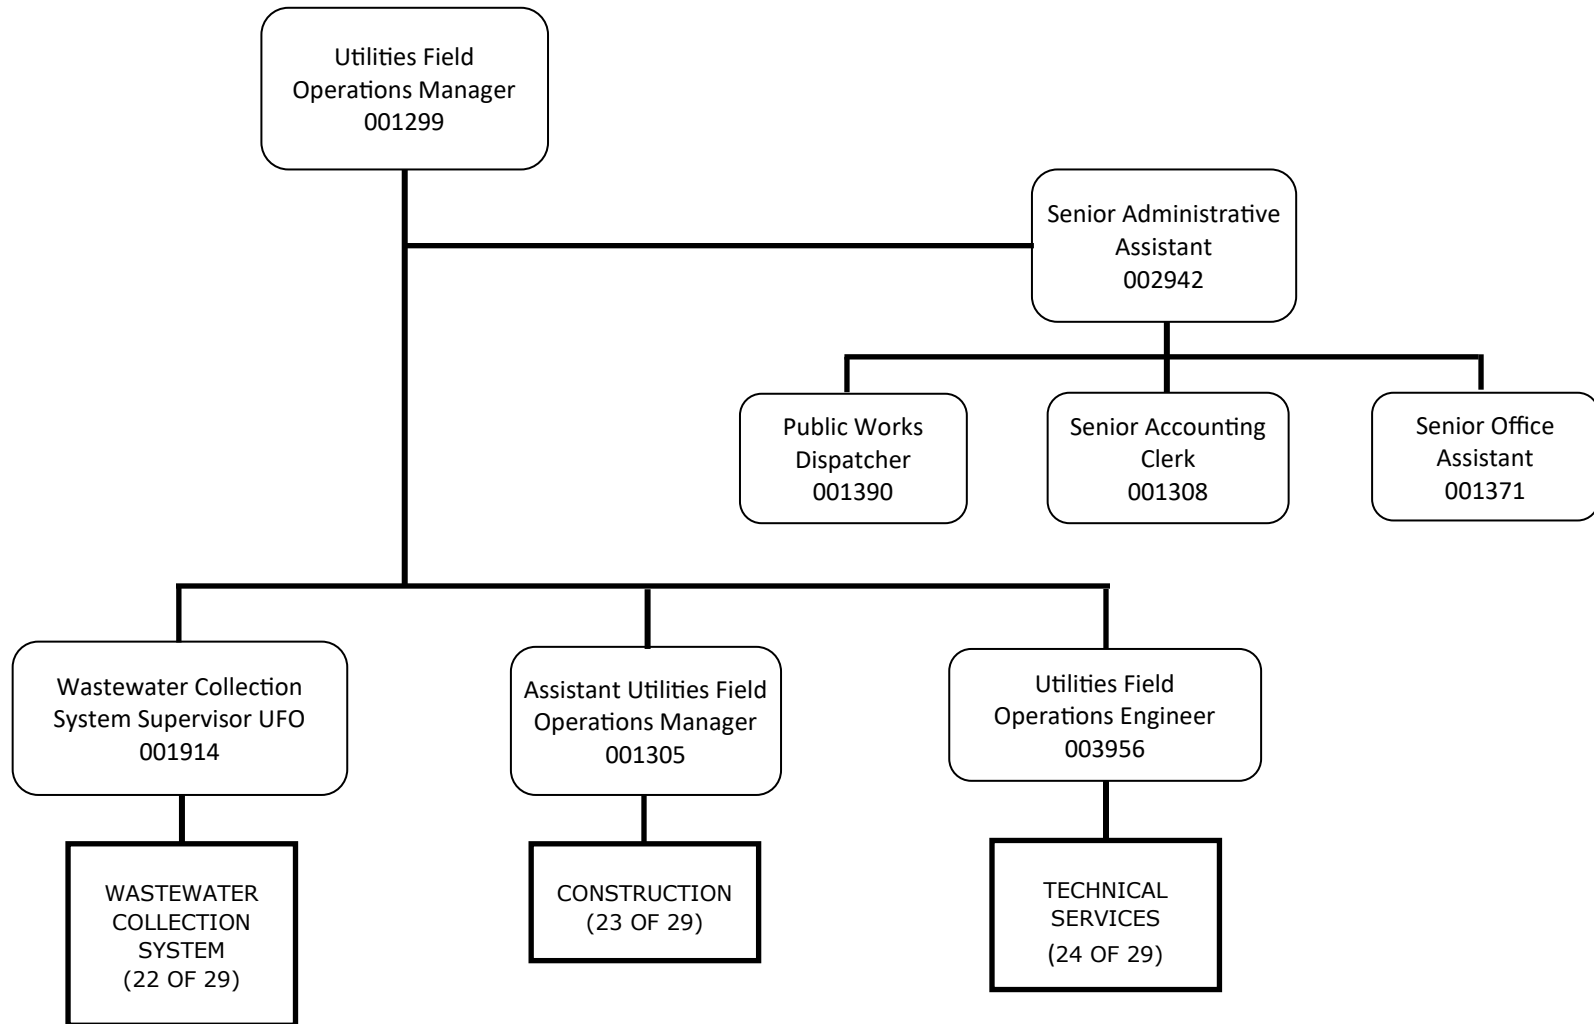 Utilities Field
Operations Manager
001299
Senior Administrative
Assistant
002942
Public Works
Dispatcher
001390
Senior Accounting
Clerk
001308
Senior Office
Assistant
001371
Wastewater Collection
System Supervisor UFO
001914
Assistant Utilities Field
Operations Manager
001305
Utilities Field
Operations Engineer
003956
WASTEWATER
COLLECTION
SYSTEM
(22 OF 29)
CONSTRUCTION
(23 OF 29)
TECHNICAL
SERVICES
(24 OF 29)